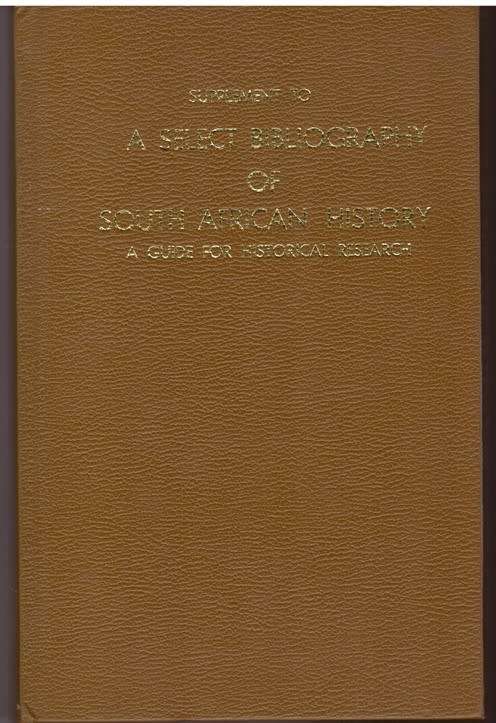 SUPPLEMENT TO
A SELECT BIBLIOGRAPHY
OF
SOUTH AFRICAN HISTORY
A GUIDE FOR HISTORICAL RESEARCH